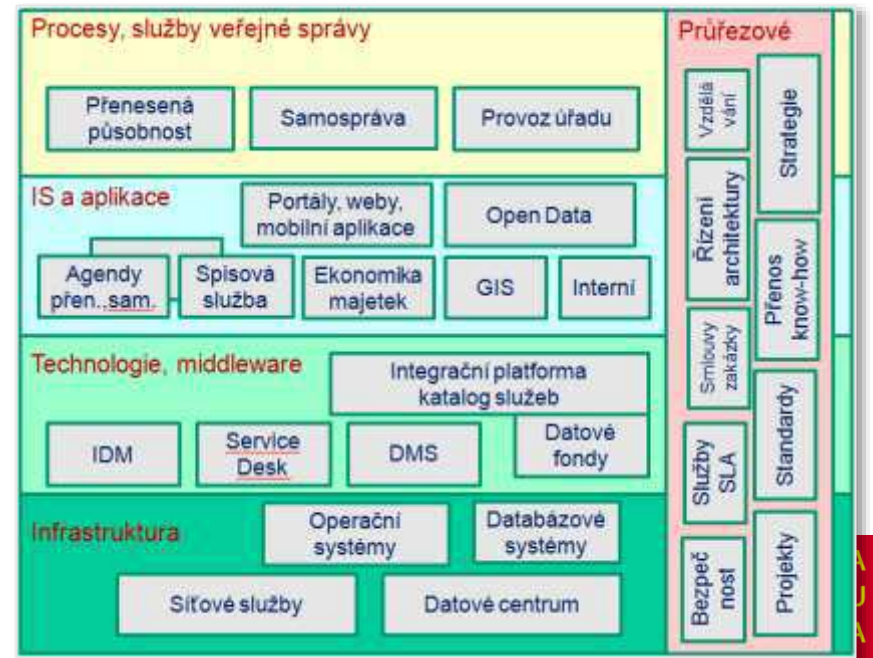 Procesy, služby veřejné správy
Přenesená
působnost
Samospráva
Provoz úřadu
IS a aplikace
Portály, weby,
mobilní aplikace
Open Data
Agendy
přen.,sam.
Spisová
služba
Ekonomika
majetek
GIS
Interní
Technologie, middleware
Integrační platforma
katalog služeb
IDM
Service
Desk
DMS
Datové
fondy
Infrastruktura
Operační
systémy
Databázové
systémy
Síťové služby
Datové centrum
Průřezové
Vzdělá
vání
Strategie
Řízení
architektury
Přenos
know-how
Smlouvy
zakázky
Standardy
Služby
SLA
Bezpeč
nost
Projekty
A
U
A